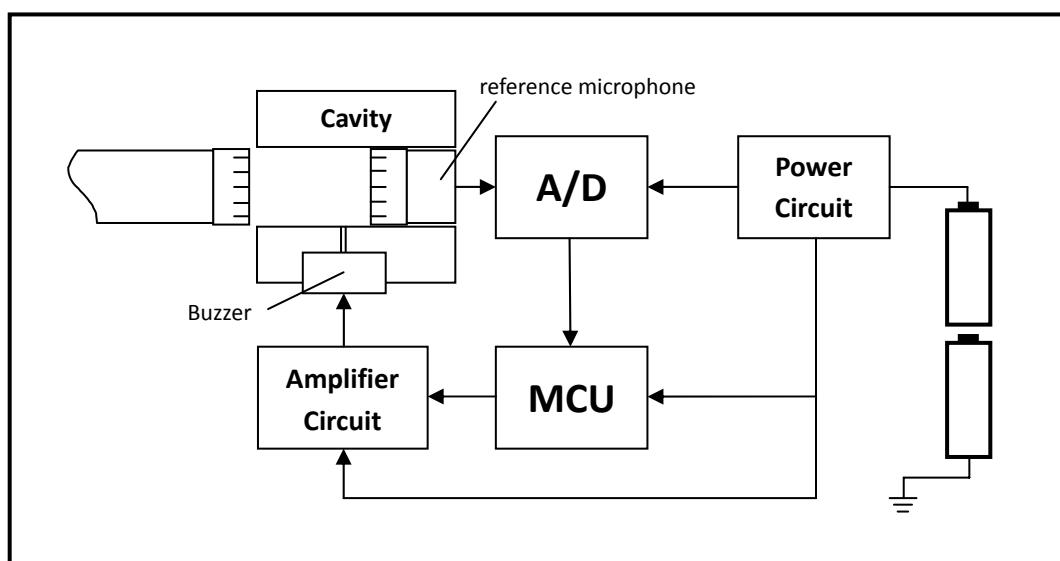 reference microphone
Cavity
A/D
Power
Circuit
Buzzer
Amplifier
Circuit
MCU